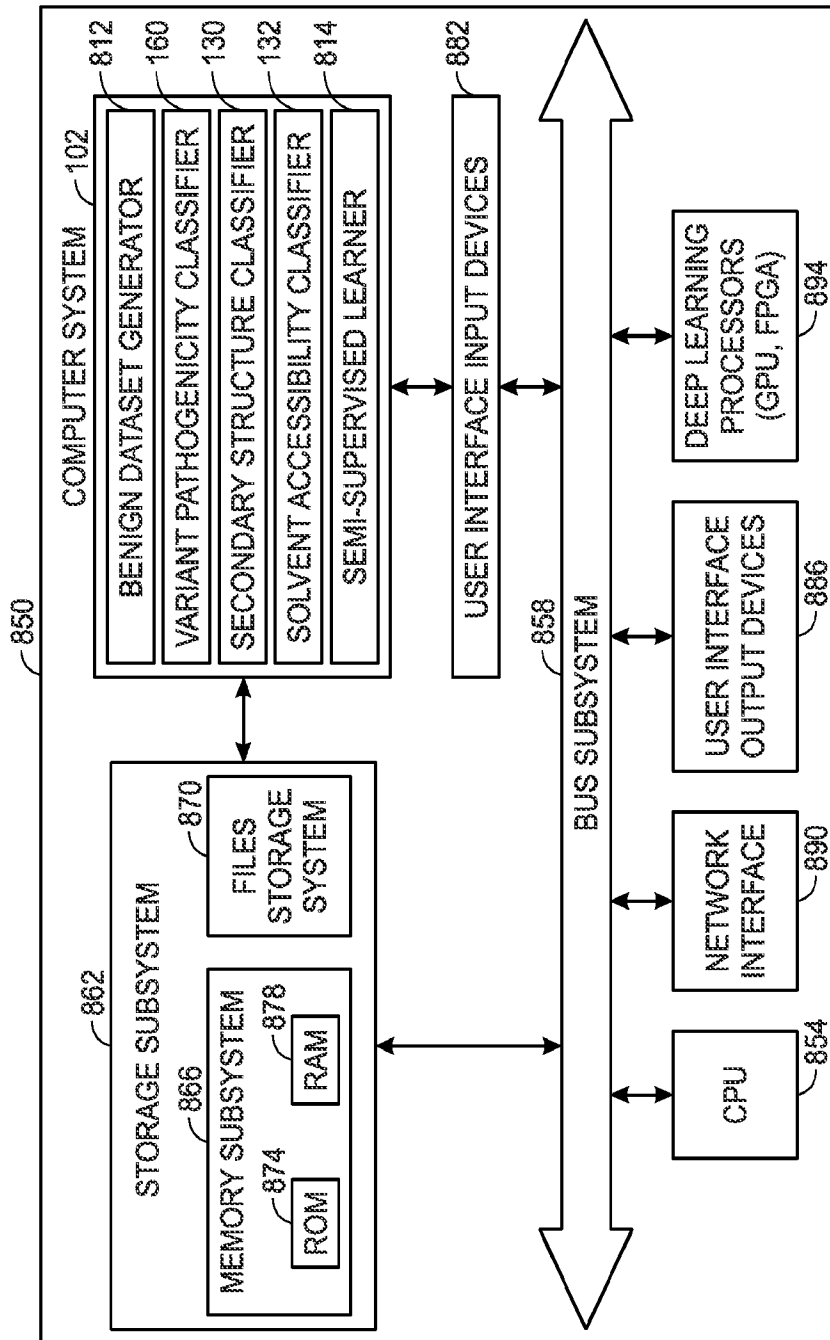 850
862
STORAGE SUBSYSTEM
866
MEMORY SUBSYSTEM
874
ROM
878
RAM
870
FILES
STORAGE
SYSTEM
COMPUTER SYSTEM
102
BENIGN DATASET GENERATOR
812
VARIANT PATHOGENICITY CLASSIFIER
160
SECONDARY STRUCTURE CLASSIFIER
130
SOLVENT ACCESSIBILITY CLASSIFIER
132
SEMI-SUPERVISED LEARNER
814
USER INTERFACE INPUT DEVICES
882
858
BUS SUBSYSTEM
CPU
854
NETWORK
INTERFACE
890
USER INTERFACE
OUTPUT DEVICES
886
DEEP LEARNING
PROCESSORS
(GPU, FPGA)
894